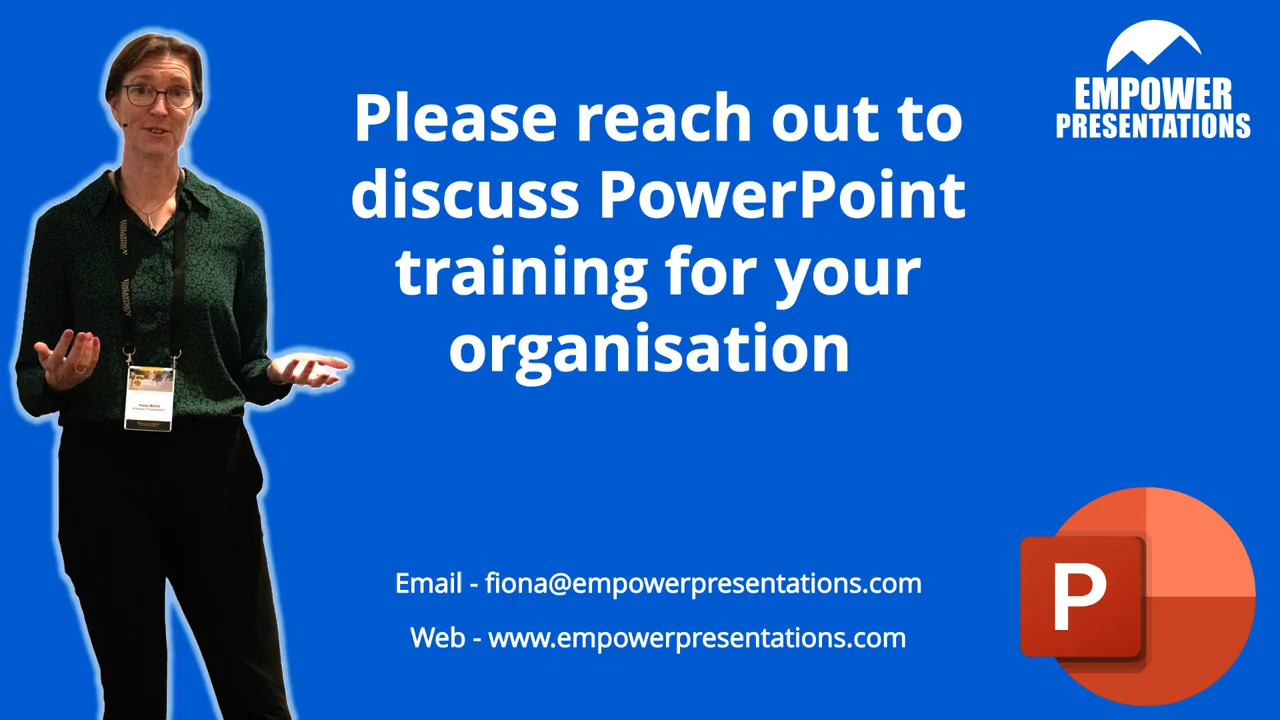 EMPOWER
PRESENTATIONS
Please reach out to
discuss PowerPoint
training for your
organisation
Email - fiona@empowerpresentations.com
Web - www.empowerpresentations.com
P